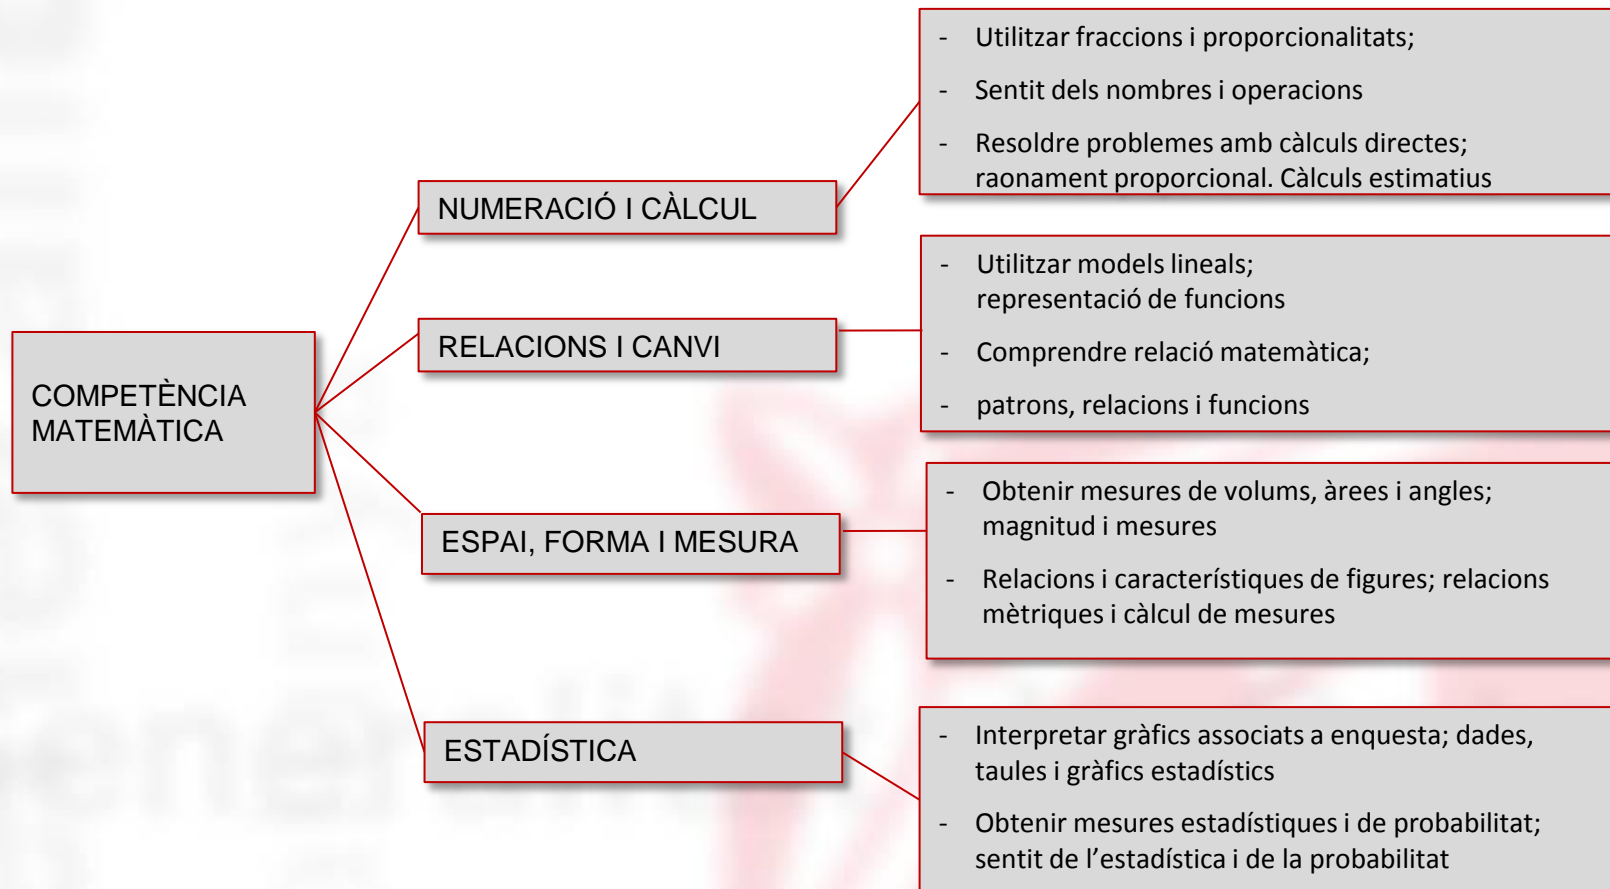 COMPETÈNCIA
MATEMÀTICA
NUMERACIÓ I CÀLCUL
- Utilitzar fraccions i proporcionalitats;
- Sentit dels nombres i operacions
- Resoldre problemes amb càlculs directes;
raonament proporcional. Càlculs estimatius
RELACIONS I CANVI
- Utilitzar models lineals;
representació de funcions
- Comprendre relació matemàtica;
- patrons, relacions i funcions
ESPAI, FORMA I MESURA
- Obtenir mesures de volums, àrees i angles;
magnitud i mesures
- Relacions i característiques de figures; relacions
mètriques i càlcul de mesures
ESTADÍSTICA
- Interpretar gràfics associats a enquesta; dades,
taules i gràfics estadístics
- Obtenir mesures estadístiques i de probabilitat;
sentit de l’estadística i de la probabilitat